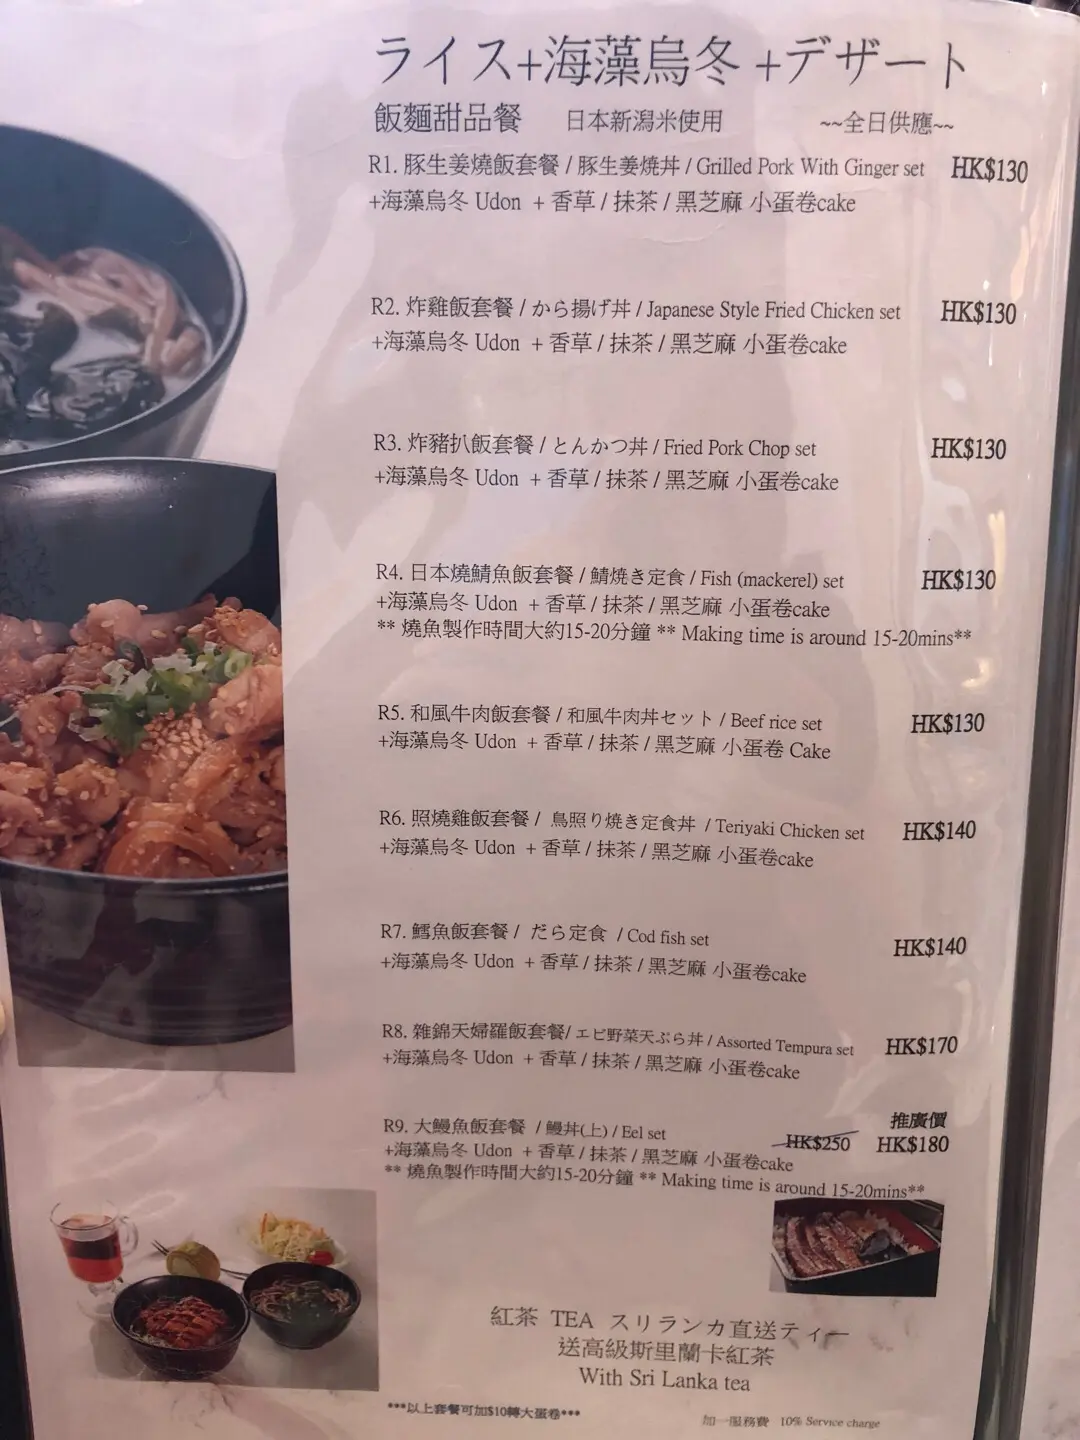 ライス+海藻烏冬 +デザート
飯麵甜品餐 日本新潟米使用 ~~全日供應~~
R1. 豚生姜燒飯套餐 / 豚生姜焼丼 / Grilled Pork With Ginger set HK$130
+海藻烏冬 Udon + 香草 / 抹茶 / 黑芝麻 小蛋卷cake
R2. 炸雞飯套餐 / から揚げ丼 / Japanese Style Fried Chicken set HK$130
+海藻烏冬 Udon + 香草 / 抹茶 / 黑芝麻 小蛋卷cake
R3. 炸豬扒飯套餐 / とんかつ丼 / Fried Pork Chop set HK$130
+海藻烏冬 Udon + 香草 / 抹茶 / 黑芝麻 小蛋卷cake
R4. 日本燒鯖魚飯套餐 / 鯖焼き定食 / Fish (mackerel) set HK$130
+海藻烏冬 Udon + 香草 / 抹茶 / 黑芝麻 小蛋卷cake
** 燒魚製作時間大約15-20分鐘 ** Making time is around 15-20mins**
R5. 和風牛肉飯套餐 / 和風牛肉丼セット / Beef rice set HK$130
+海藻烏冬 Udon + 香草 / 抹茶 / 黑芝麻 小蛋卷 Cake
R6. 照燒雞飯套餐 / 鳥照り焼き定食丼 / Teriyaki Chicken set HK$140
+海藻烏冬 Udon + 香草 / 抹茶 / 黑芝麻 小蛋卷cake
R7. 鱈魚飯套餐 / だら定食 / Cod fish set HK$140
+海藻烏冬 Udon + 香草 / 抹茶 / 黑芝麻 小蛋卷cake
R8. 雜錦天婦羅飯套餐/ エビ野菜天ぷら丼 / Assorted Tempura set HK$170
+海藻烏冬 Udon + 香草 / 抹茶 / 黑芝麻 小蛋卷cake
推廣價
R9. 大鰻魚飯套餐 / 鰻丼(上) / Eel set HK$250 HK$180
+海藻烏冬 Udon + 香草 / 抹茶 / 黑芝麻 小蛋卷cake
** 燒魚製作時間大約15-20分鐘 ** Making time is around 15-20mins**
紅茶 TEA スリランカ直送ティー
送高級斯里蘭卡紅茶
With Sri Lanka tea
***以上套餐可加$10轉大蛋卷***
加一服務費 10% Service charge